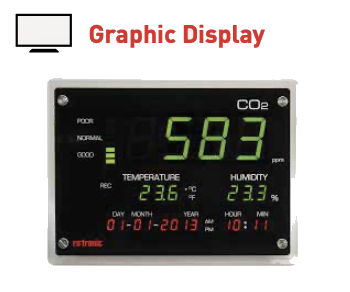 Graphic Display
CO2
POOR
NORMAL
GOOD
583 ppm
TEMPERATURE HUMIDITY
REC 23.6 °C °F 23.3 %
DAY MONTH YEAR AM PM HOUR MIN
01-01-2013 10:11
rotronic